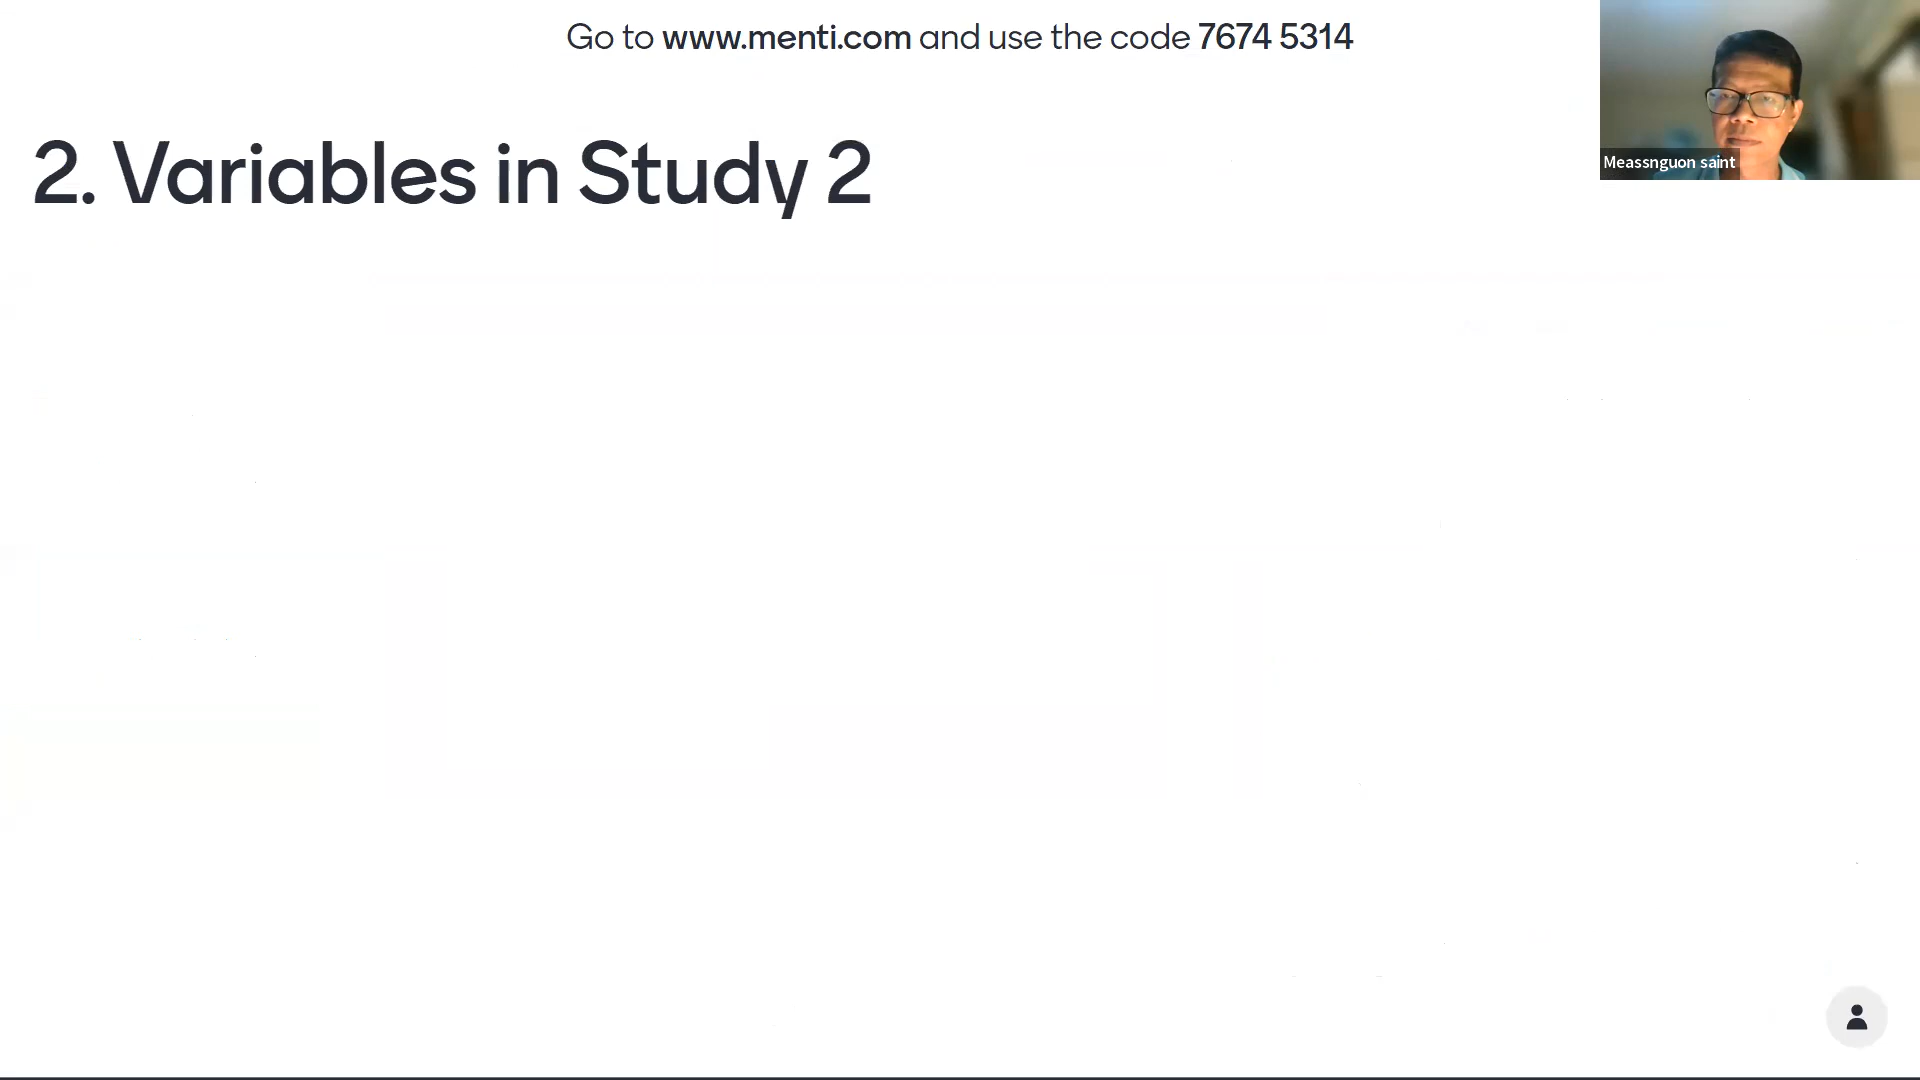 Go to www.menti.com and use the code 7674 5314
Meassnguon saint
2. Variables in Study 2